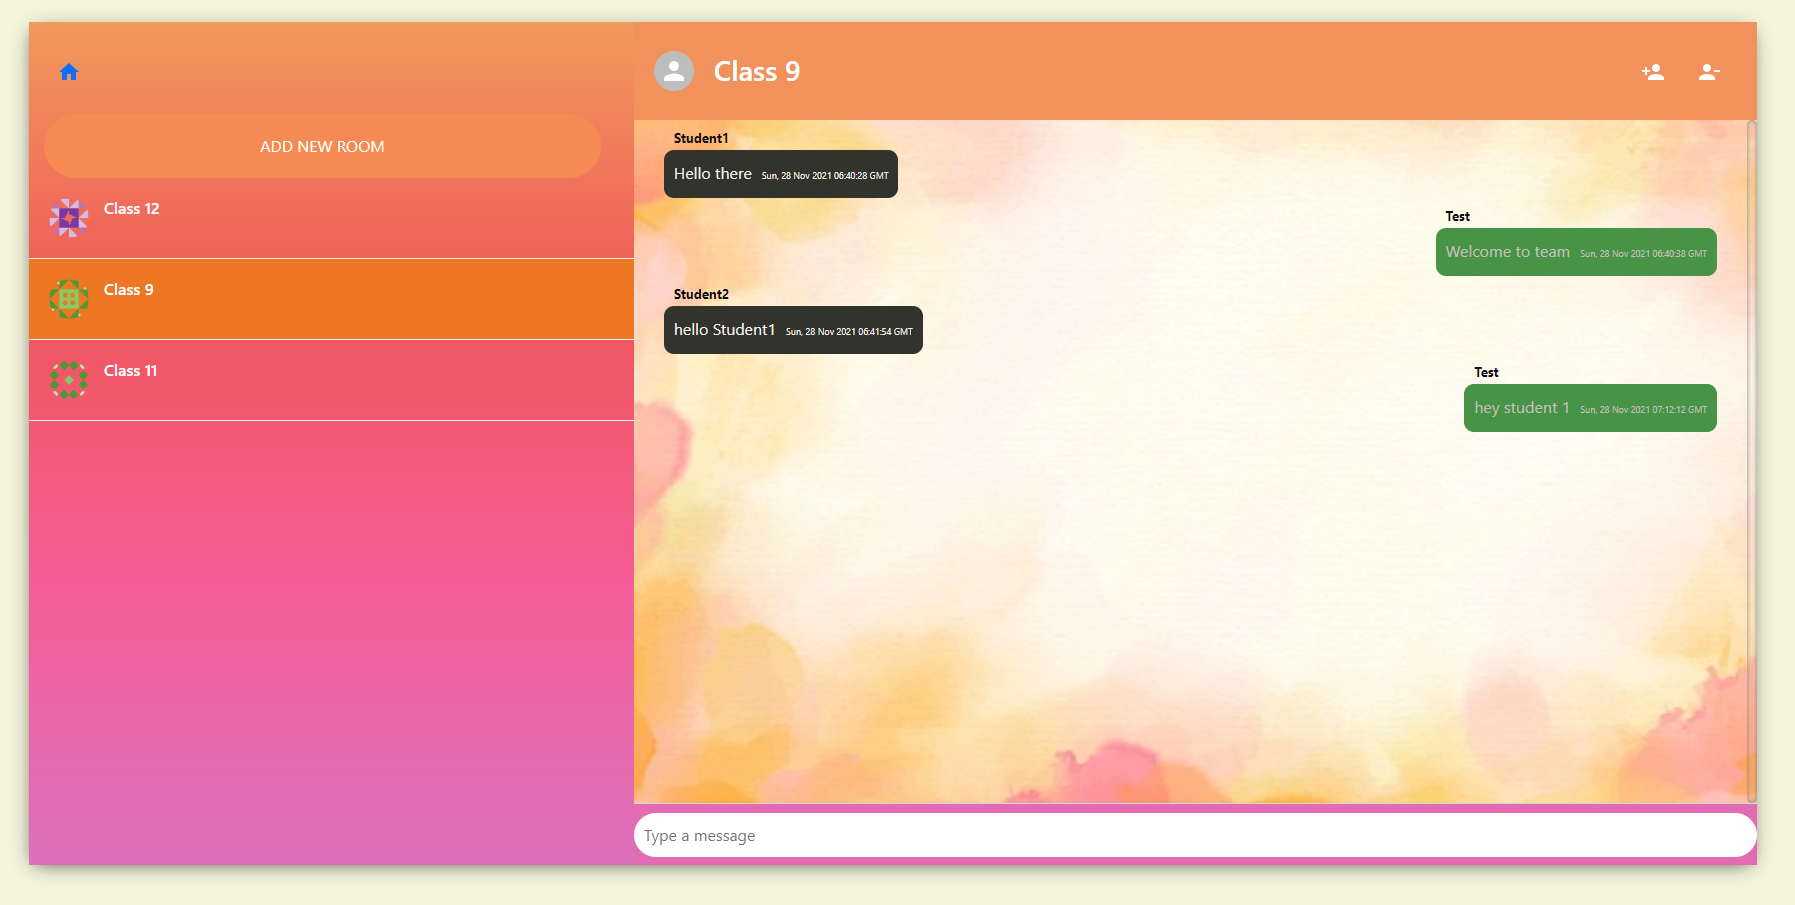 ADD NEW ROOM
Class 12
Class 9
Class 11
Class 9
Student1
Hello there Sun, 28 Nov 2021 06:40:28 GMT
Test
Welcome to team Sun, 28 Nov 2021 06:40:38 GMT
Student2
hello Student1 Sun, 28 Nov 2021 06:41:54 GMT
Test
hey student 1 Sun, 28 Nov 2021 07:12:12 GMT
Type a message